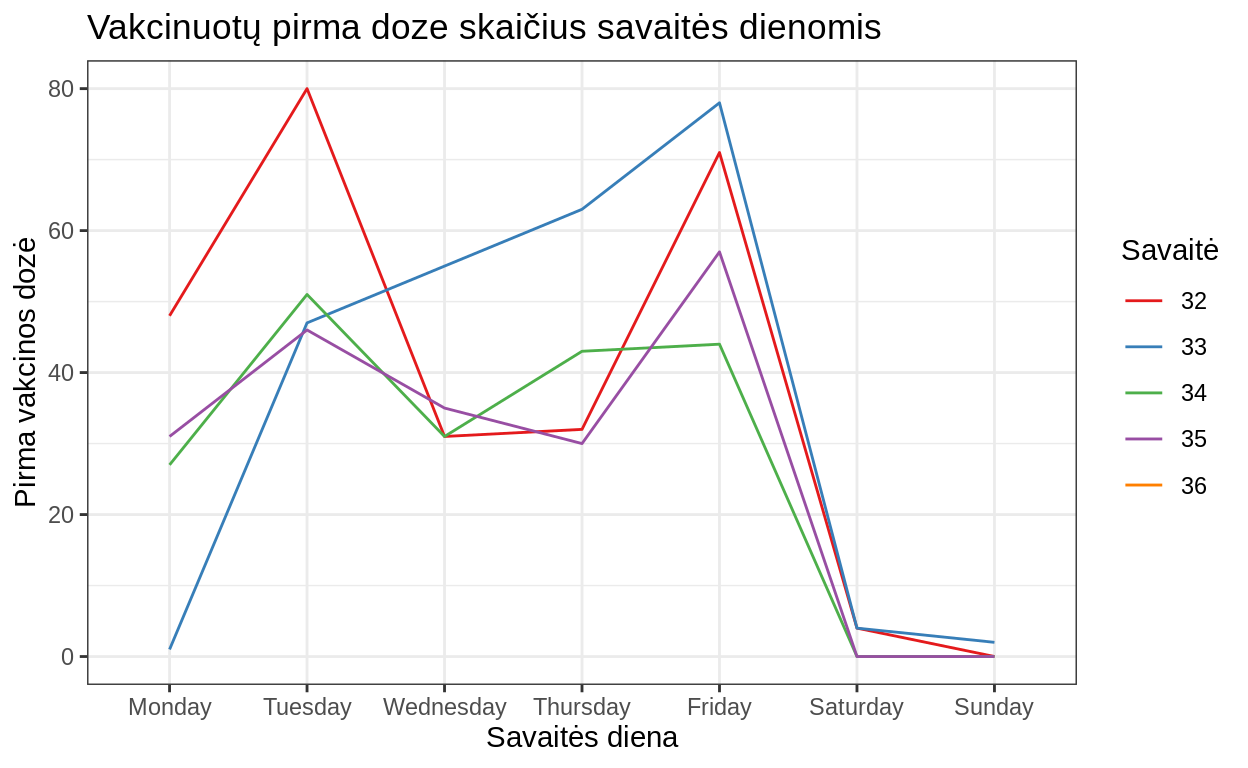 Vakcinuotų pirma doze skaičius savaitės dienomis
Pirma vakcinos dozė
80
60
40
20
0
Monday Tuesday Wednesday Thursday Friday Saturday Sunday
Savaitės diena
Savaitė
32
33
34
35
36